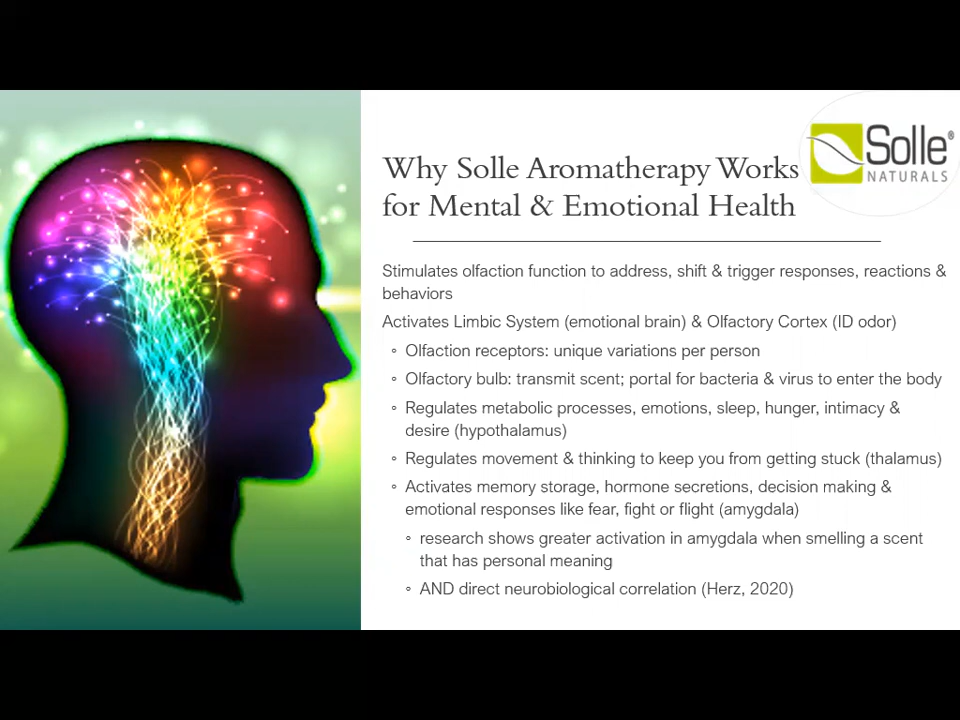 Solle®
NATURALS
Why Solle Aromatherapy Works
for Mental & Emotional Health
Stimulates olfaction function to address, shift & trigger responses, reactions &
behaviors
Activates Limbic System (emotional brain) & Olfactory Cortex (ID odor)
◦ Olfaction receptors: unique variations per person
◦ Olfactory bulb: transmit scent; portal for bacteria & virus to enter the body
◦ Regulates metabolic processes, emotions, sleep, hunger, intimacy &
desire (hypothalamus)
◦ Regulates movement & thinking to keep you from getting stuck (thalamus)
◦ Activates memory storage, hormone secretions, decision making &
emotional responses like fear, fight or flight (amygdala)
◦ research shows greater activation in amygdala when smelling a scent
that has personal meaning
◦ AND direct neurobiological correlation (Herz, 2020)